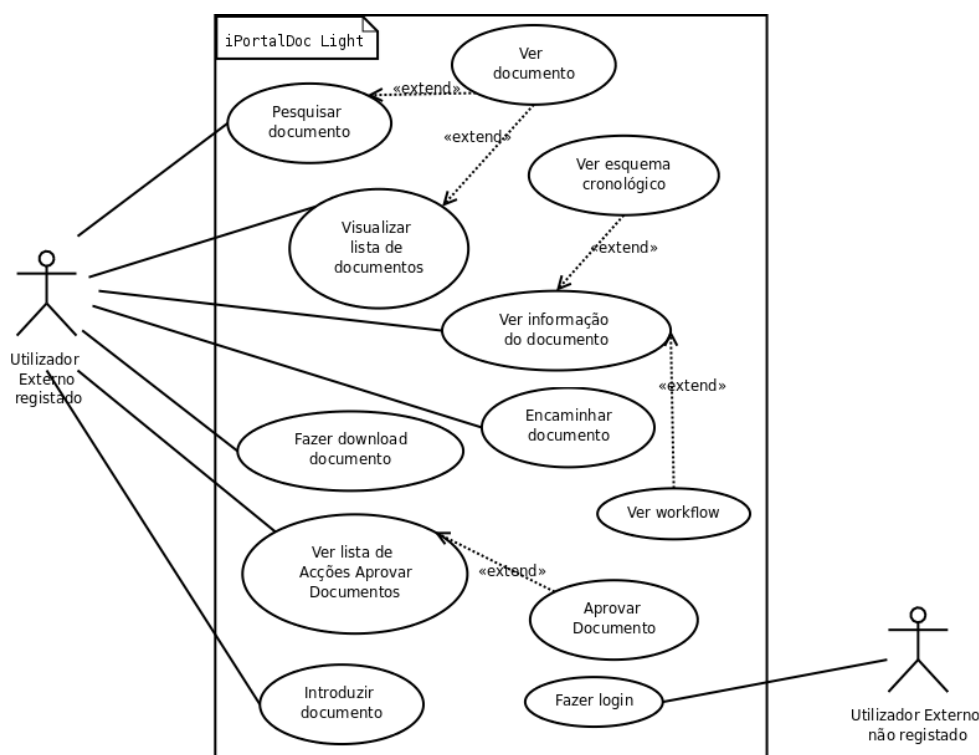 iPortalDoc Light
Ver
documento
«extend»
Pesquisar
documento
«extend»
Ver esquema
cronológico
Visualizar
lista de
documentos
«extend»
Ver informação
do documento
Utilizador
Externo
registado
«extend»
Encaminhar
documento
Fazer download
documento
Ver workflow
Ver lista de
Acções Aprovar
Documentos
«extend»
Aprovar
Documento
Introduzir
documento
Fazer login
Utilizador Externo
não registado